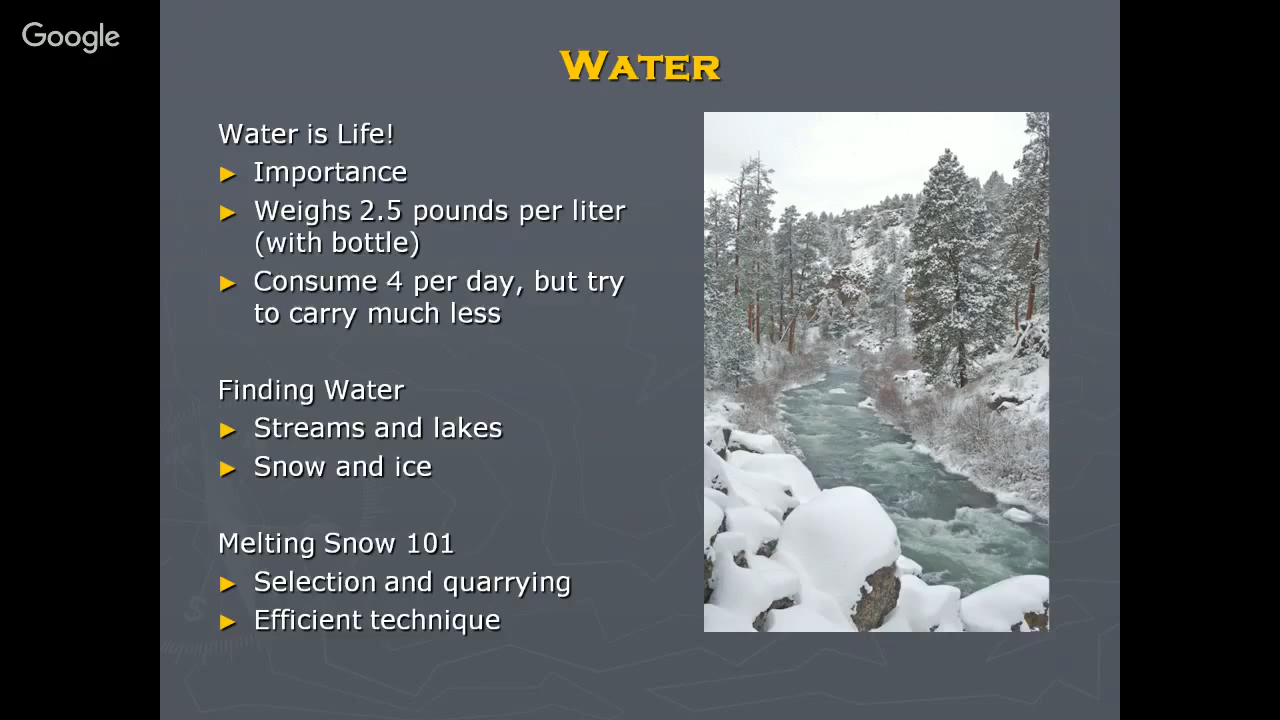 Google
Water
Water is Life!
► Importance
► Weighs 2.5 pounds per liter
(with bottle)
► Consume 4 per day, but try
to carry much less
Finding Water
► Streams and lakes
► Snow and ice
Melting Snow 101
► Selection and quarrying
► Efficient technique